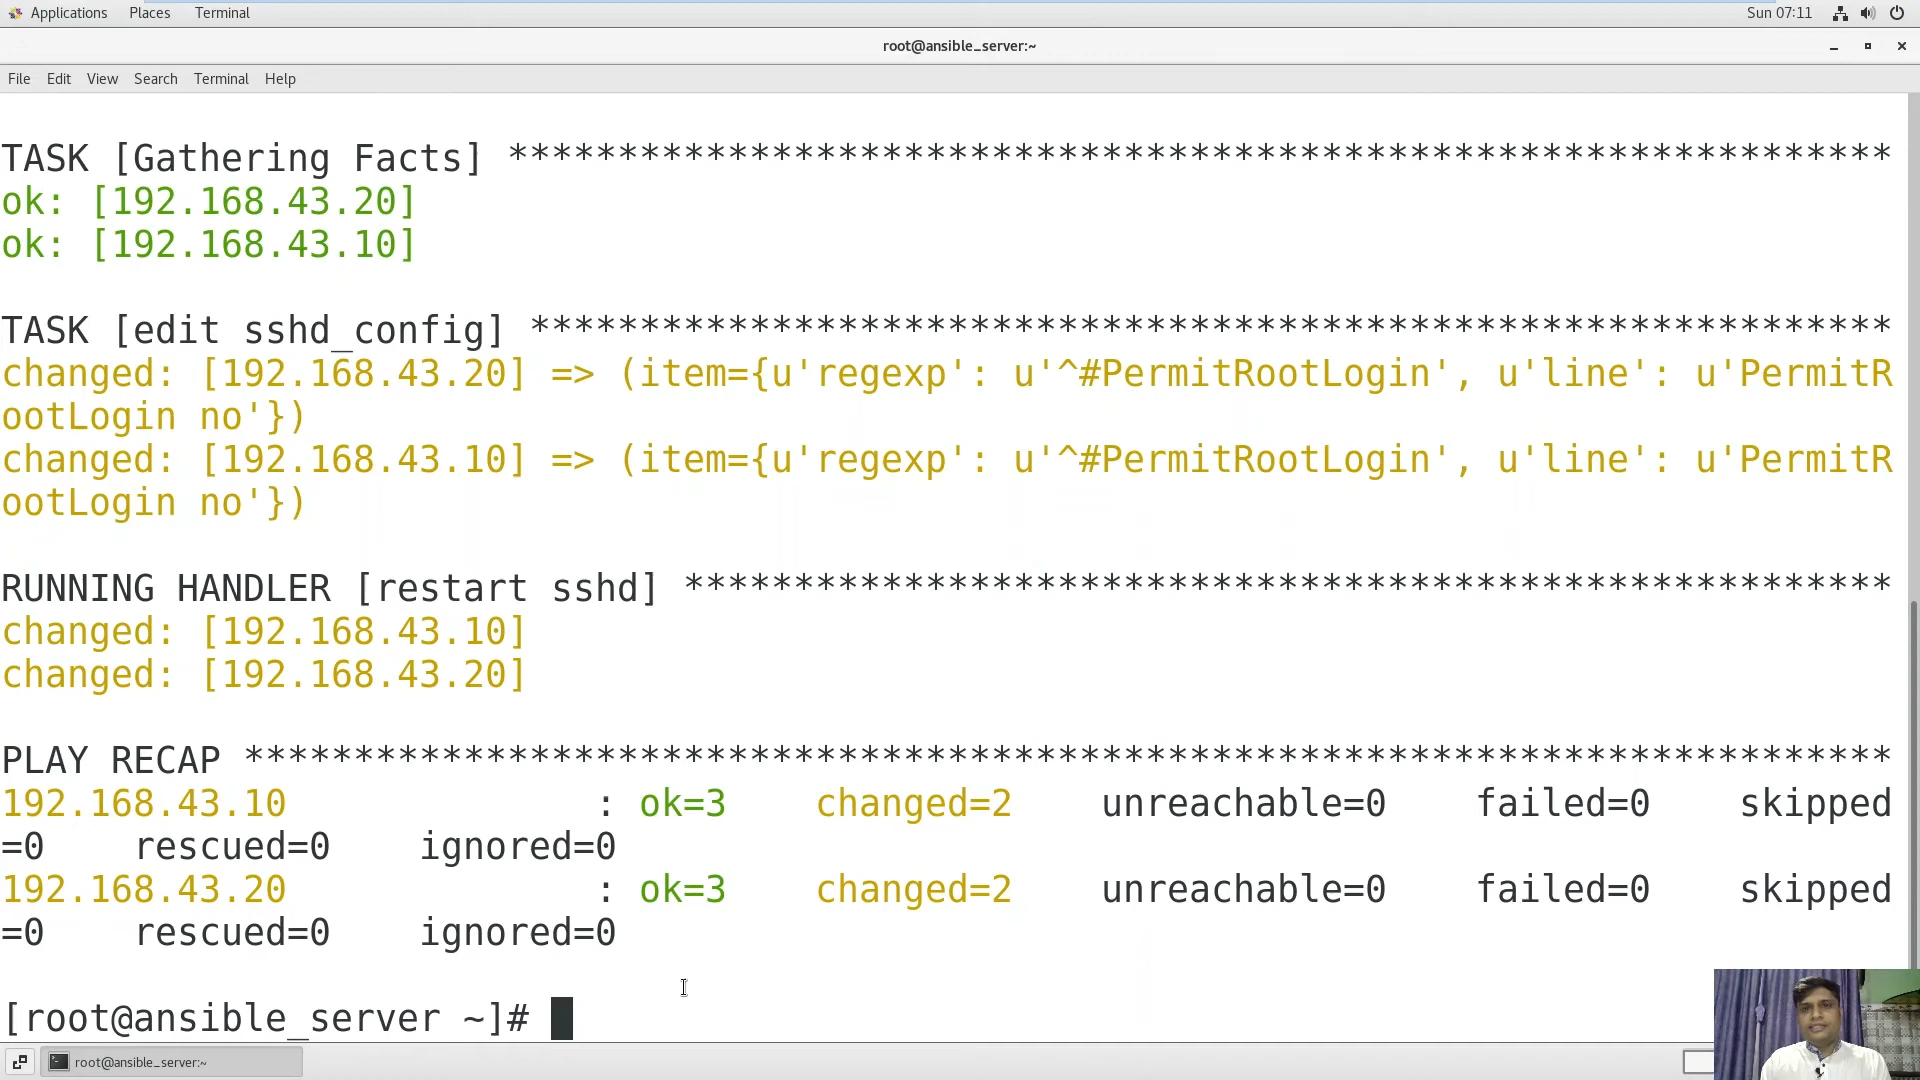 Applications Places Terminal Sun 07:11
root@ansible_server:~
File Edit View Search Terminal Help
TASK [Gathering Facts] ***************************************************************
ok: [192.168.43.20]
ok: [192.168.43.10]
TASK [edit sshd_config] **************************************************************
changed: [192.168.43.20] => (item={u'regexp': u'^#PermitRootLogin', u'line': u'PermitR
ootLogin no'})
changed: [192.168.43.10] => (item={u'regexp': u'^#PermitRootLogin', u'line': u'PermitR
ootLogin no'})
RUNNING HANDLER [restart sshd] *******************************************************
changed: [192.168.43.10]
changed: [192.168.43.20]
PLAY RECAP ***************************************************************************
192.168.43.10 : ok=3 changed=2 unreachable=0 failed=0 skipped
=0 rescued=0 ignored=0
192.168.43.20 : ok=3 changed=2 unreachable=0 failed=0 skipped
=0 rescued=0 ignored=0
[root@ansible_server ~]#
root@ansible_server:~